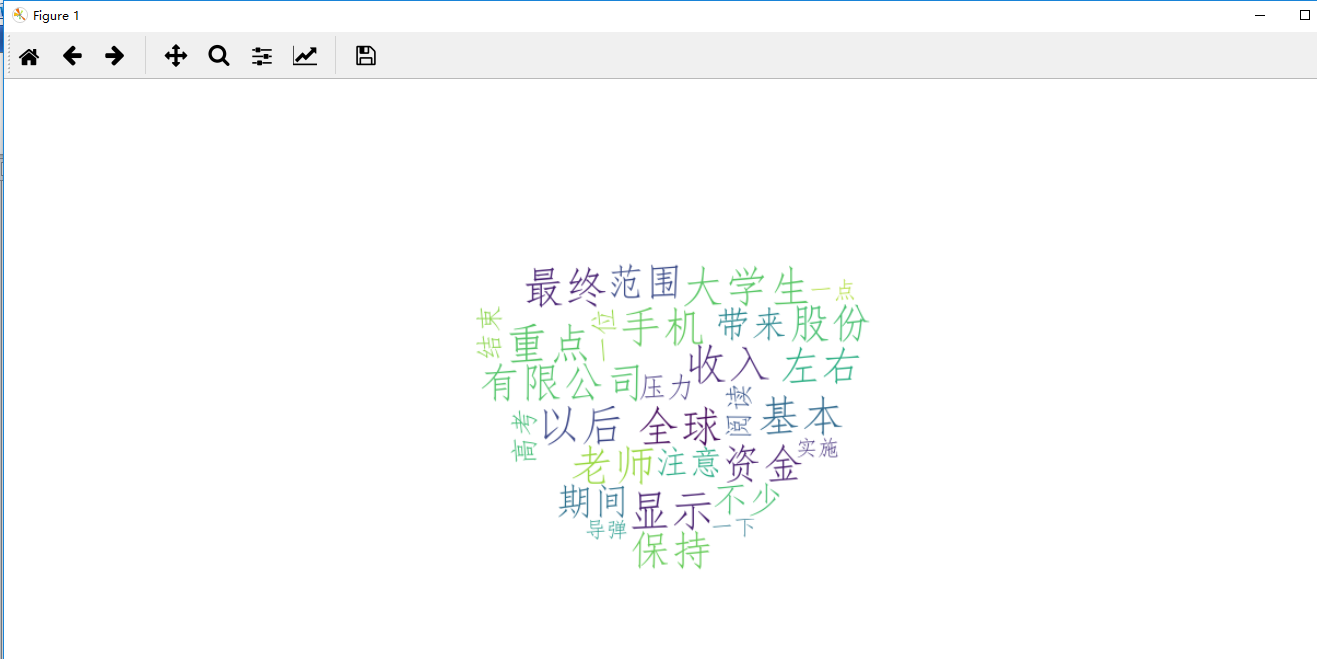 Figure 1
最终 范围 大学生 一点
结束 重点 一位 手机 带来 股份
有限公司 压力 收入 左右
高考 以后 全球 阅读 基本
老师 注意 资金 实施
期间 显示 不少
导弹 一下
保持